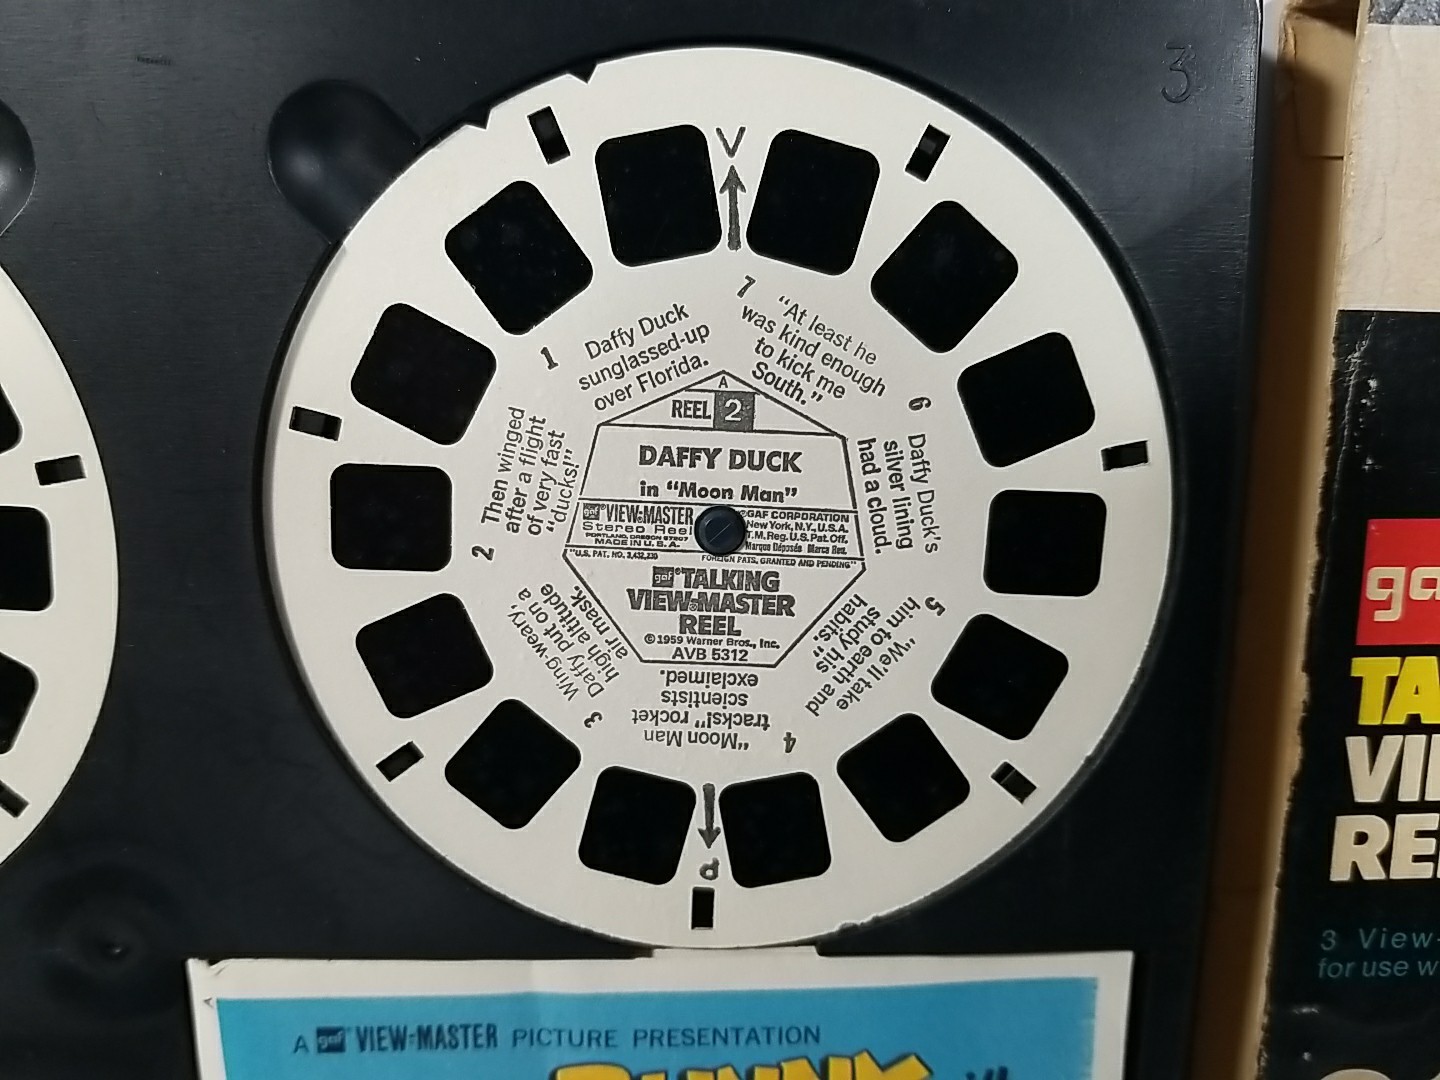 3
V
1
Daffy Duck
sunglassed-up
over Florida.
2
Then winged
after a flight
of very fast
"ducks!"
3
Wing-weary,
Daffy put on a
high altitude
air mask.
4
"Moon Man
tracks!" rocket
scientists
exclaimed.
5
"We'll take
him to earth and
study his
habits."
6
Daffy Duck's
silver lining
had a cloud.
7
"At least he
was kind enough
to kick me
South."
A
REEL 2
DAFFY DUCK
in "Moon Man"
gaf® VIEW-MASTER
Stereo Reel
PORTLAND, OREGON 97207
MADE IN U.S.A.
©GAF CORPORATION
New York, N.Y., U.S.A.
T.M. Reg. U.S. Pat. Off.
Marque Déposée Marca Reg.
"U.S. PAT. NO. 3,432,230
FOREIGN PATS. GRANTED AND PENDING"
gaf® TALKING
VIEW-MASTER
REEL
©1959 Warner Bros., Inc.
AVB 5312
P
A gaf® VIEW-MASTER PICTURE PRESENTATION
BUNNY
ga
TA
VI
RE
3 View-
for use w